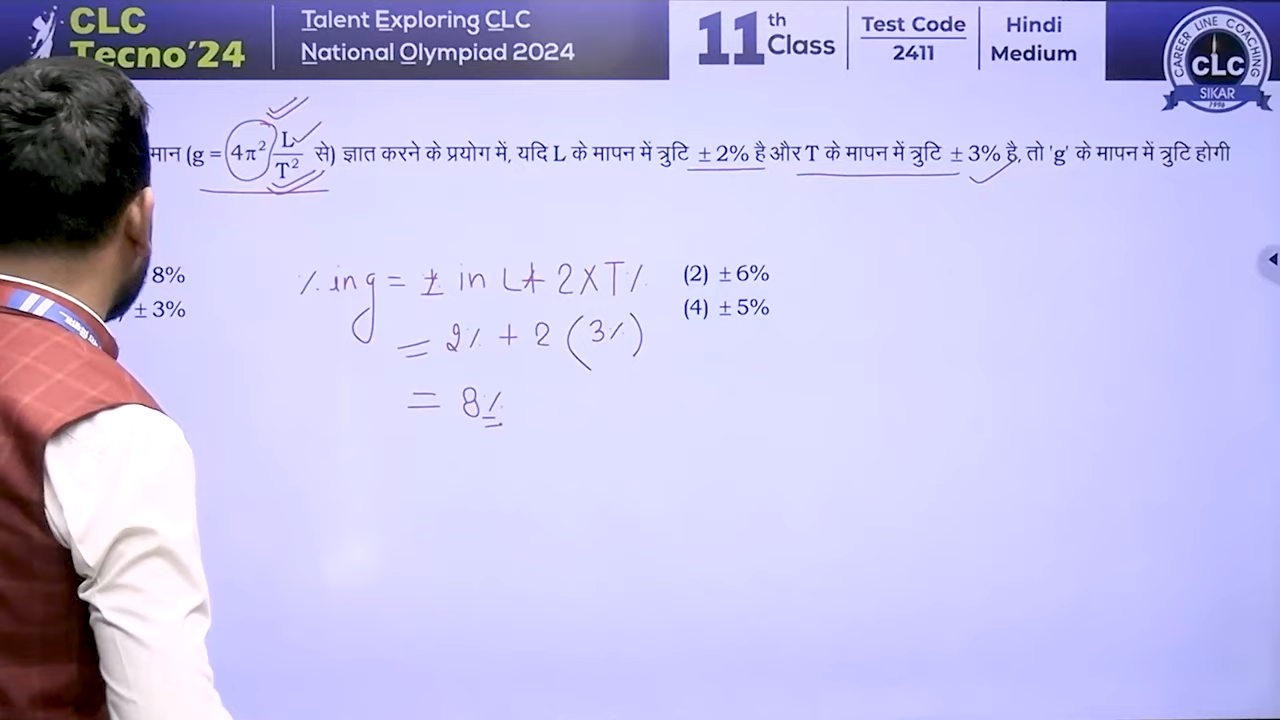 CLC
Tecno'24
Talent Exploring CLC
National Olympiad 2024
11th Class
Test Code
2411
Hindi
Medium
CAREER LINE COACHING
CLC
SIKAR
1996
मान (g = 4π² L/T² से) ज्ञात करने के प्रयोग में, यदि L के मापन में त्रुटि ± 2% है और T के मापन में त्रुटि ± 3% है, तो 'g' के मापन में त्रुटि होगी
8%
(2) ± 6%
± 3%
(4) ± 5%
% in g = ± in L + 2 X T%
= 2% + 2 (3%)
= 8%